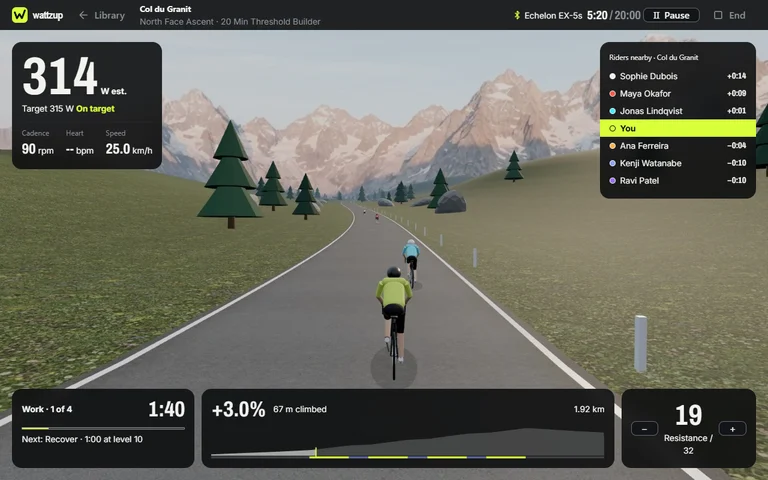 wattzup
Library
Col du Granit
North Face Ascent · 20 Min Threshold Builder
Echelon EX-5s
5:20 / 20:00
Pause
End
314 W est.
Target 315 W On target
Cadence Heart Speed
90 rpm -- bpm 25.0 km/h
Riders nearby · Col du Granit
Sophie Dubois +0:14
Maya Okafor +0:09
Jonas Lindqvist +0:01
You
Ana Ferreira −0:04
Kenji Watanabe −0:10
Ravi Patel −0:10
Work · 1 of 4 1:40
Next: Recover · 1:00 at level 10
+3.0% 67 m climbed 1.92 km
− 19 +
Resistance /
32